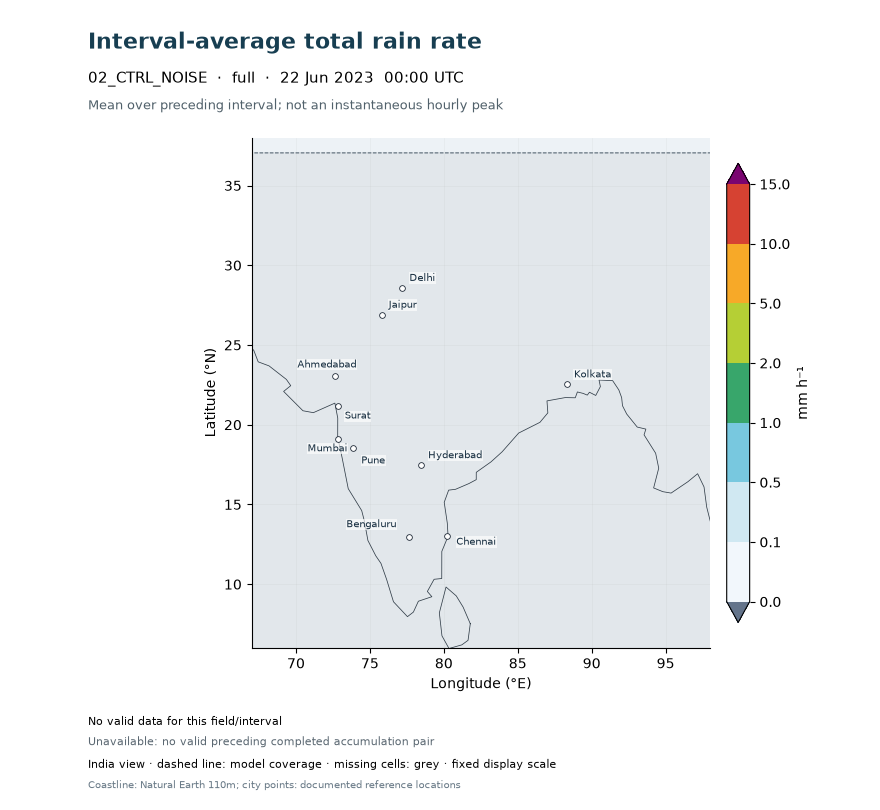 Interval-average total rain rate
02_CTRL_NOISE · full · 22 Jun 2023 00:00 UTC
Mean over preceding interval; not an instantaneous hourly peak
35
30
25
20
15
10
Latitude (°N)
Delhi
Jaipur
Ahmedabad
Kolkata
Surat
Mumbai
Pune
Hyderabad
Bengaluru
Chennai
70
75
80
85
90
95
Longitude (°E)
15.0
10.0
5.0
2.0
1.0
0.5
0.1
0.0
mm h⁻¹
No valid data for this field/interval
Unavailable: no valid preceding completed accumulation pair
India view · dashed line: model coverage · missing cells: grey · fixed display scale
Coastline: Natural Earth 110m; city points: documented reference locations